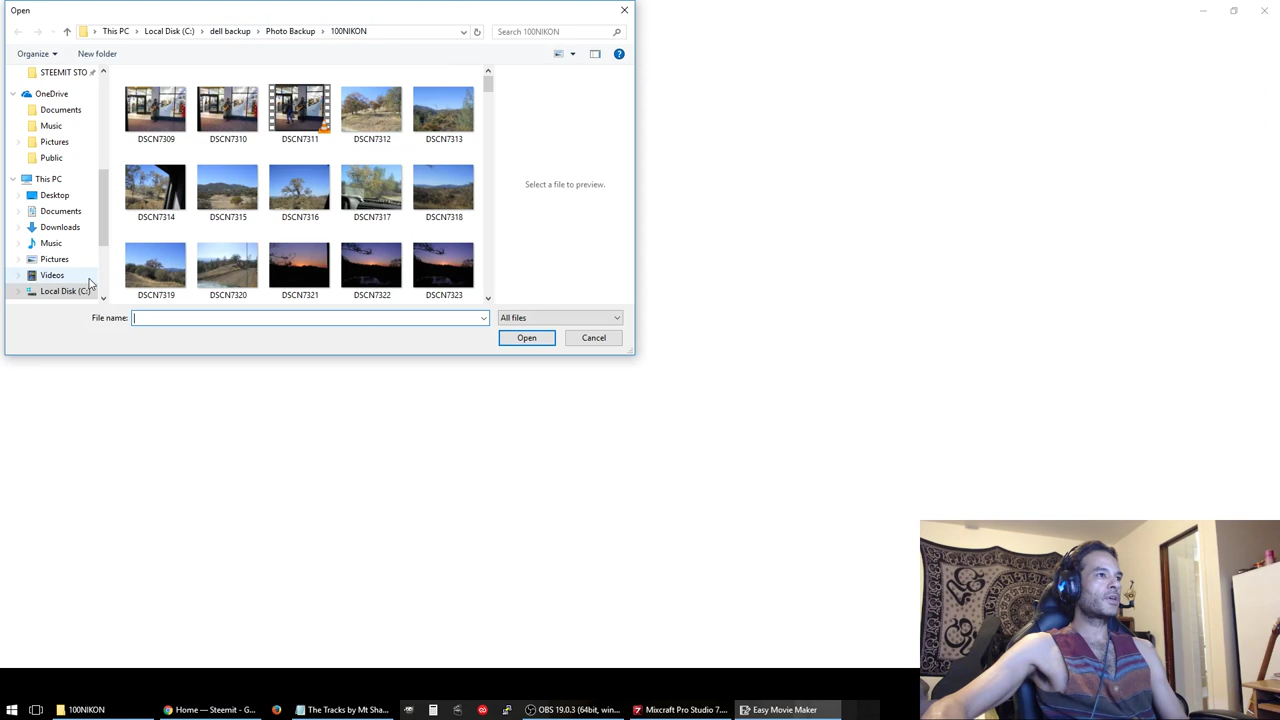 Open
This PC > Local Disk (C:) > dell backup > Photo Backup > 100NIKON
Search 100NIKON
Organize
New folder
STEEMIT STO
OneDrive
Documents
Music
Pictures
Public
This PC
Desktop
Documents
Downloads
Music
Pictures
Videos
Local Disk (C:)
DSCN7309 DSCN7310 DSCN7311 DSCN7312 DSCN7313
DSCN7314 DSCN7315 DSCN7316 DSCN7317 DSCN7318
DSCN7319 DSCN7320 DSCN7321 DSCN7322 DSCN7323
Select a file to preview.
File name:
All files
Open
Cancel
100NIKON
Home — Steemit - G...
The Tracks by Mt Sha...
OBS 19.0.3 (64bit, win...
Mixcraft Pro Studio 7....
Easy Movie Maker